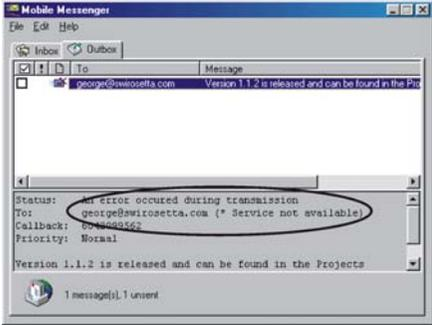 Mobile Messenger
File Edit Help
Inbox Outbox
To Message
george@swirosetta.com Version 1.1.2 is released and can be found in the Pro
Status: An error occured during transmission
To: george@swirosetta.com (* Service not available)
Callback: 6042099562
Priority: Normal
Version 1.1.2 is released and can be found in the Projects
1 message(s), 1 unsent